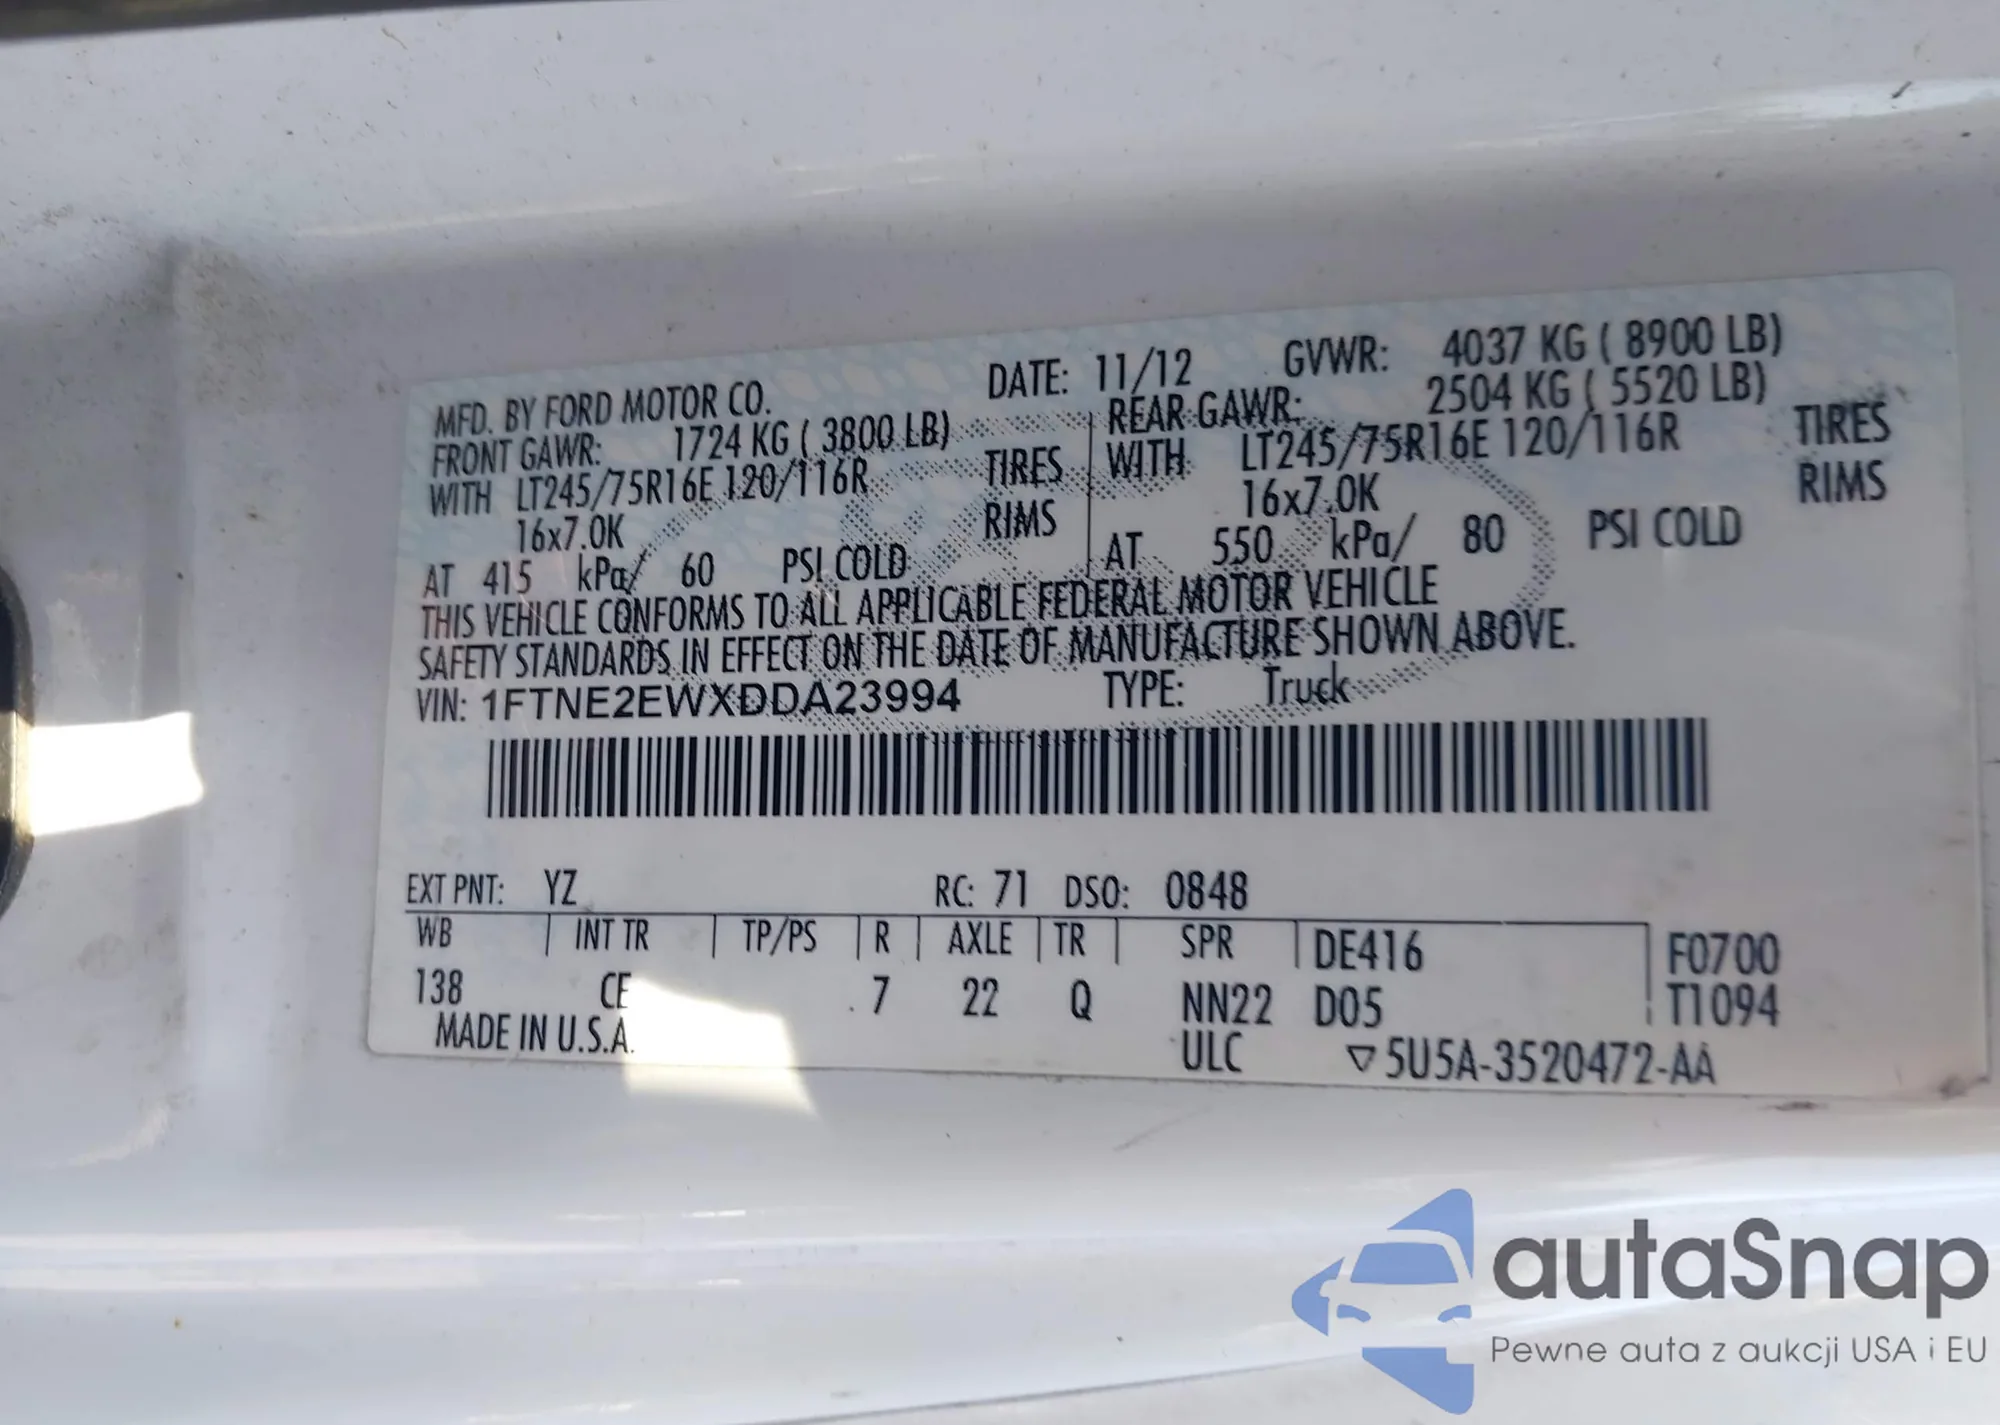 MFD. BY FORD MOTOR CO. DATE: 11/12 GVWR: 4037 KG ( 8900 LB)
FRONT GAWR: 1724 KG ( 3800 LB) REAR GAWR: 2504 KG ( 5520 LB)
WITH LT245/75R16E 120/116R TIRES WITH LT245/75R16E 120/116R TIRES
16x7.0K RIMS 16x7.0K RIMS
AT 415 kPa/ 60 PSI COLD AT 550 kPa/ 80 PSI COLD
THIS VEHICLE CONFORMS TO ALL APPLICABLE FEDERAL MOTOR VEHICLE
SAFETY STANDARDS IN EFFECT ON THE DATE OF MANUFACTURE SHOWN ABOVE.
VIN: 1FTNE2EWXDDA23994 TYPE: Truck
EXT PNT: YZ RC: 71 DSO: 0848
WB INT TR TP/PS R AXLE TR SPR DE416 F0700
138 CE 7 22 Q NN22 D05 T1094
MADE IN U.S.A. ULC ▽5U5A-3520472-AA
autaSnap
Pewne auta z aukcji USA i EU